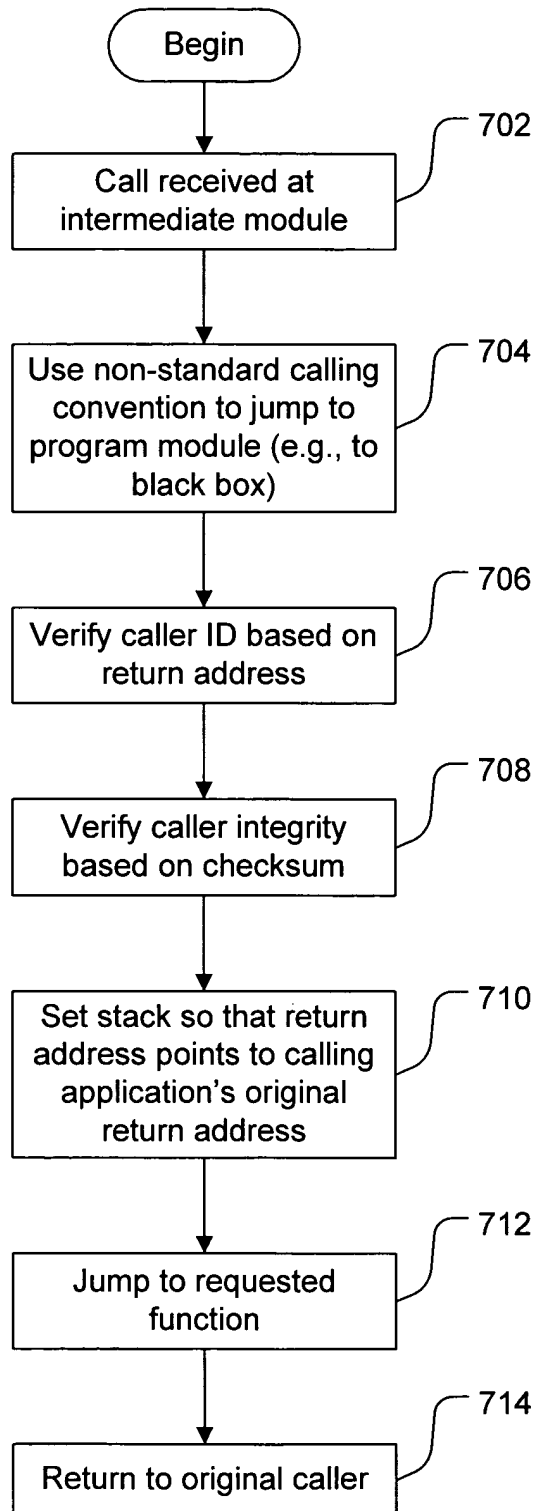 Begin
702
Call received at
intermediate module
704
Use non-standard calling
convention to jump to
program module (e.g., to
black box)
706
Verify caller ID based on
return address
708
Verify caller integrity
based on checksum
710
Set stack so that return
address points to calling
application's original
return address
712
Jump to requested
function
714
Return to original caller